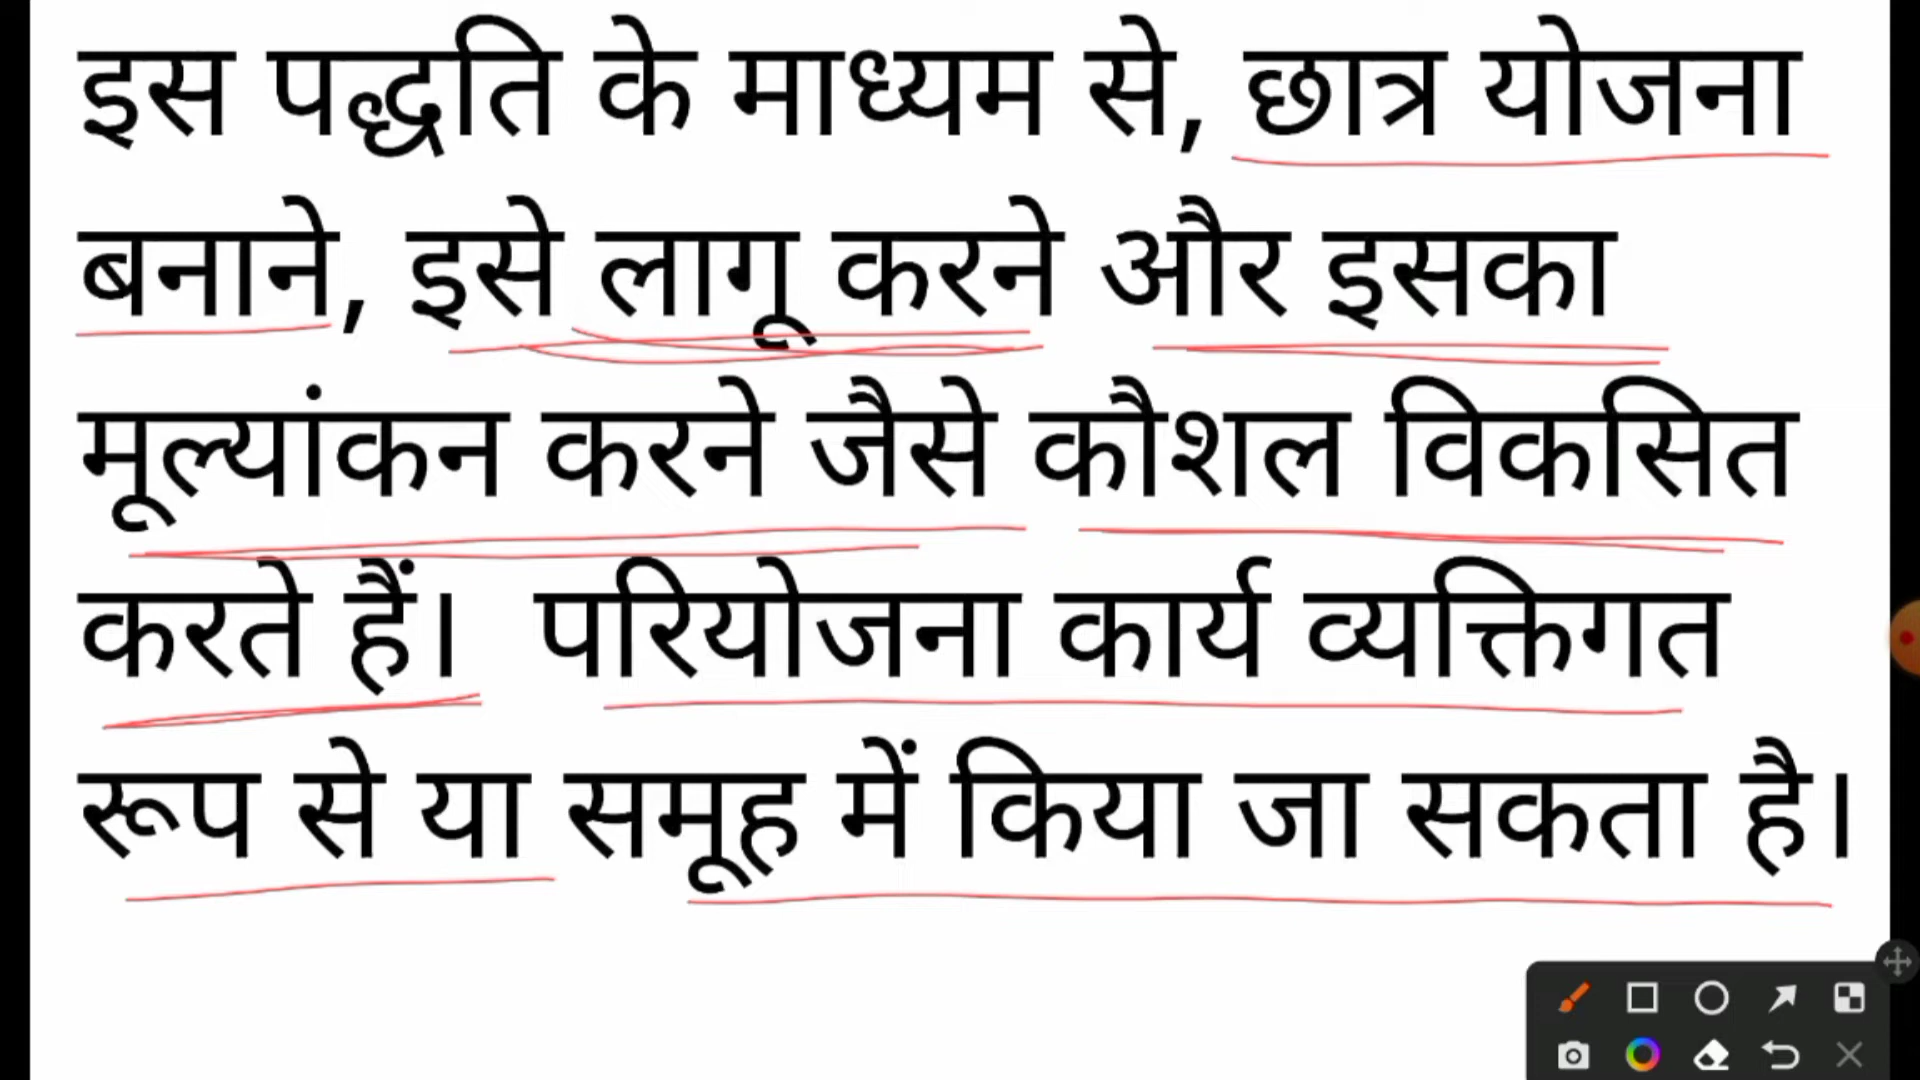 इस पद्धति के माध्यम से, छात्र योजना
बनाने, इसे लागू करने और इसका
मूल्यांकन करने जैसे कौशल विकसित
करते हैं। परियोजना कार्य व्यक्तिगत
रूप से या समूह में किया जा सकता है।